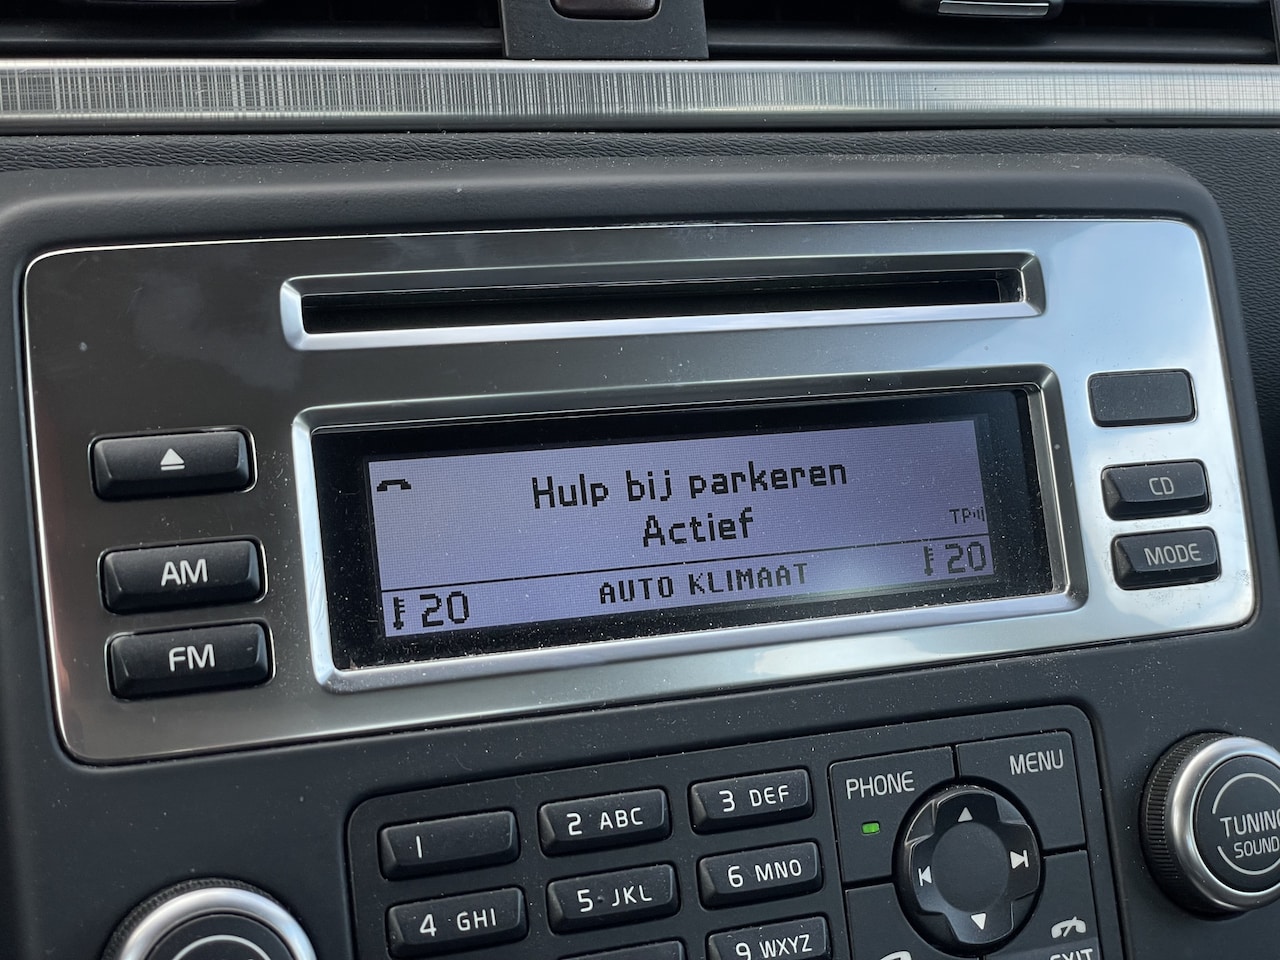 Hulp bij parkeren
Actief
TP
20 AUTO KLIMAAT 20
AM
FM
CD
MODE
PHONE
MENU
1
2 ABC
3 DEF
4 GHI
5 JKL
6 MNO
9 WXYZ
TUNING
SOUND
EXIT